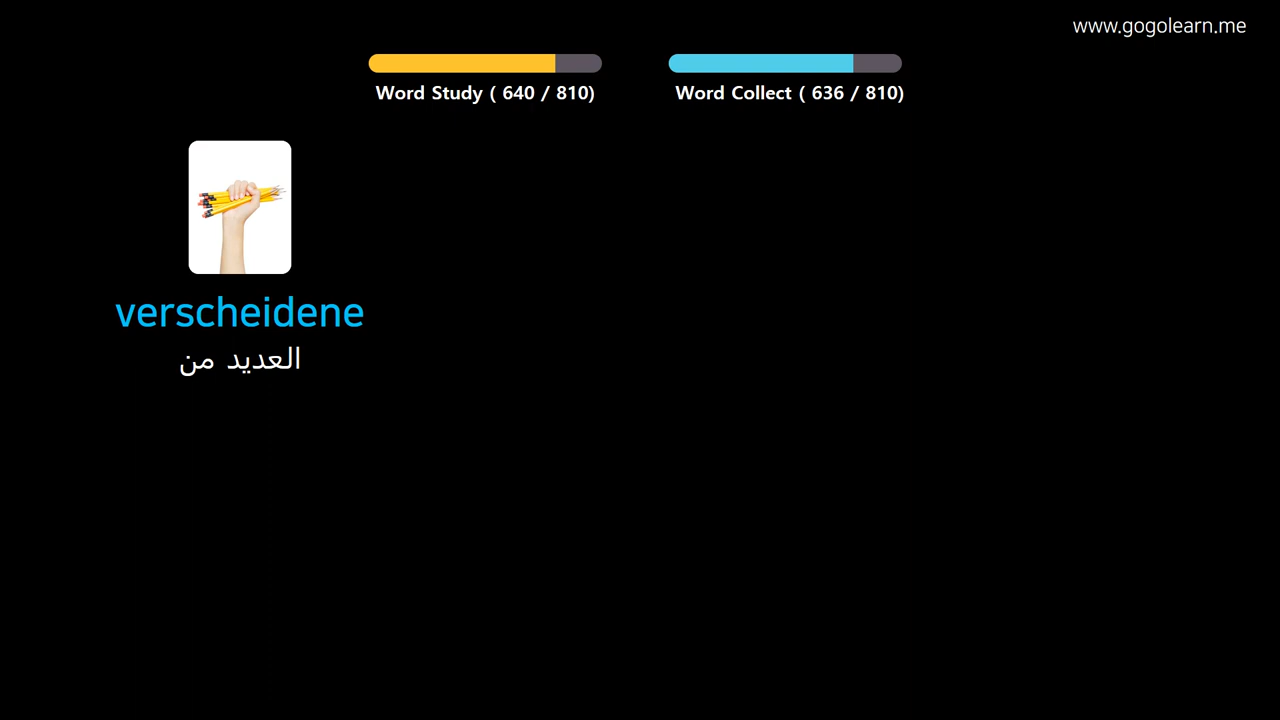 www.gogolearn.me
Word Study ( 640 / 810)
Word Collect ( 636 / 810)
verscheidene
العديد من